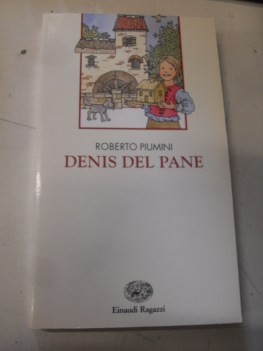 ROBERTO PIUMINI
DENIS DEL PANE
Einaudi Ragazzi